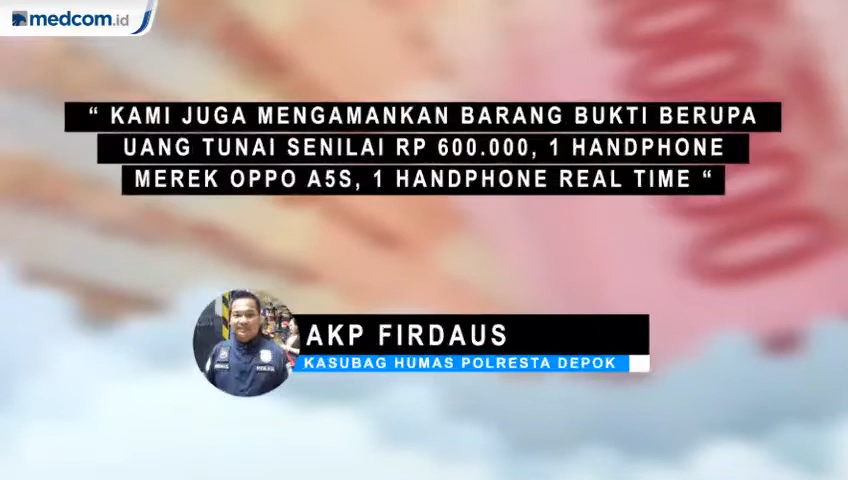 medcom.id
“ KAMI JUGA MENGAMANKAN BARANG BUKTI BERUPA
UANG TUNAI SENILAI RP 600.000, 1 HANDPHONE
MEREK OPPO A5S, 1 HANDPHONE REAL TIME “
AKP FIRDAUS
KASUBAG HUMAS POLRESTA DEPOK